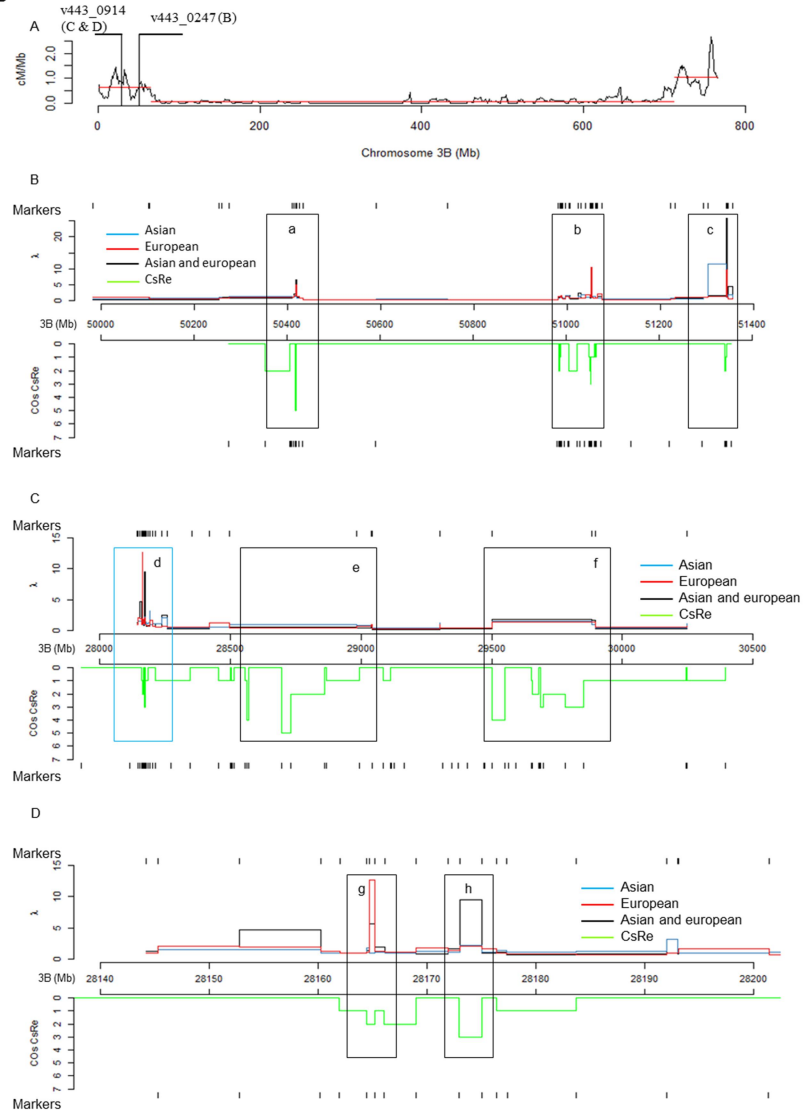 v443_0914
(C & D)
v443_0247 (B)
A
cM/Mb
0.0 1.0 2.0
0 200 400 600 800
Chromosome 3B (Mb)
B
Markers
a b c
Asian
European
Asian and european
CsRe
λ
0 5 10 20
3B (Mb) 50000 50200 50400 50600 50800 51000 51200 51400
COs CsRe
0 1 2 3 4 5 6 7
Markers
C
Markers
d e f
Asian
European
Asian and european
CsRe
λ
0 5 10 15
3B (Mb) 28000 28500 29000 29500 30000 30500
COs CsRe
0 1 2 3 4 5 6 7
Markers
D
Markers
g h
Asian
European
Asian and european
CsRe
λ
0 5 10 15
3B (Mb) 28140 28150 28160 28170 28180 28190 28200
COs CsRe
0 1 2 3 4 5 6 7
Markers